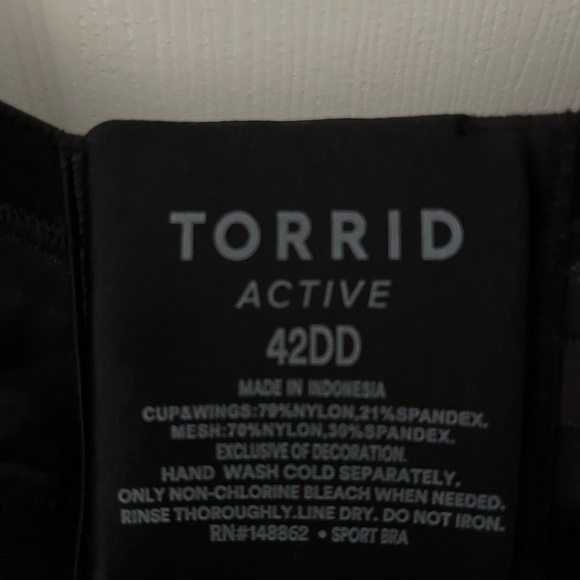 TORRID
ACTIVE
42DD
MADE IN INDONESIA
CUP&WINGS:79%NYLON,21%SPANDEX.
MESH:70%NYLON,30%SPANDEX.
EXCLUSIVE OF DECORATION.
HAND WASH COLD SEPARATELY.
ONLY NON-CHLORINE BLEACH WHEN NEEDED.
RINSE THOROUGHLY.LINE DRY. DO NOT IRON.
RN#148862 • SPORT BRA